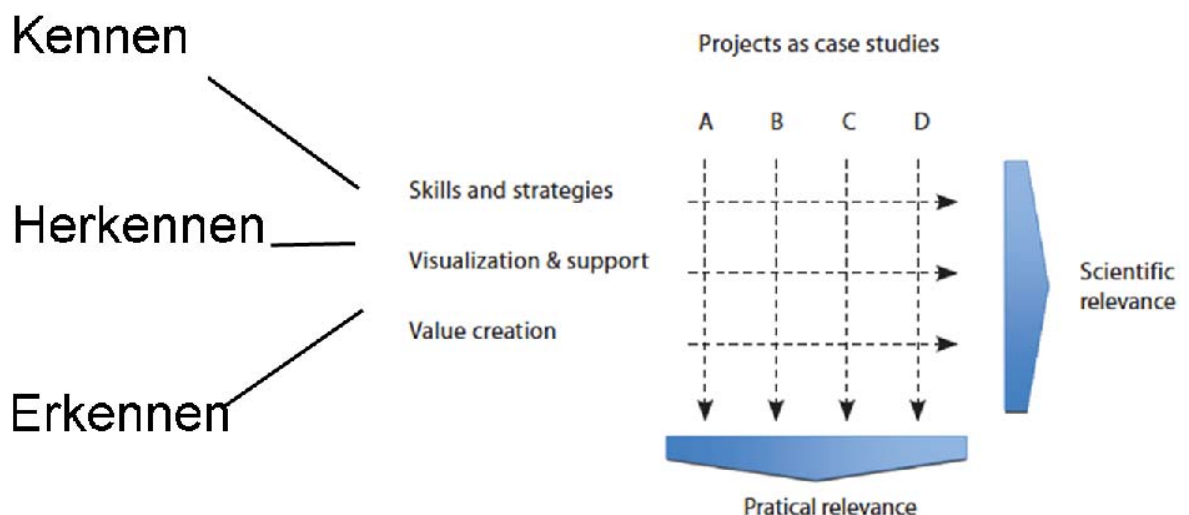 Kennen
Herkennen
Erkennen
Projects as case studies
A B C D
Skills and strategies
Visualization & support
Value creation
Scientific
relevance
Pratical relevance